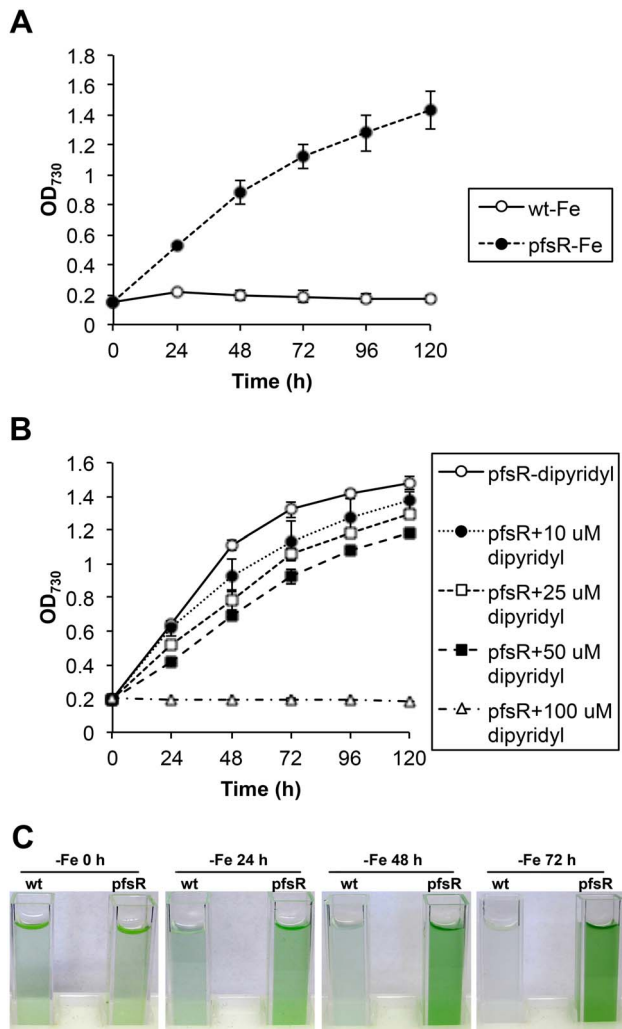 A
1.8
1.6
1.4
1.2
1
0.8
0.6
0.4
0.2
0
OD730
0 24 48 72 96 120
Time (h)
wt-Fe
pfsR-Fe
B
1.6
1.4
1.2
1
0.8
0.6
0.4
0.2
0
OD730
0 24 48 72 96 120
Time (h)
pfsR-dipyridyl
pfsR+10 uM
dipyridyl
pfsR+25 uM
dipyridyl
pfsR+50 uM
dipyridyl
pfsR+100 uM
dipyridyl
C
-Fe 0 h -Fe 24 h -Fe 48 h -Fe 72 h
wt pfsR wt pfsR wt pfsR wt pfsR